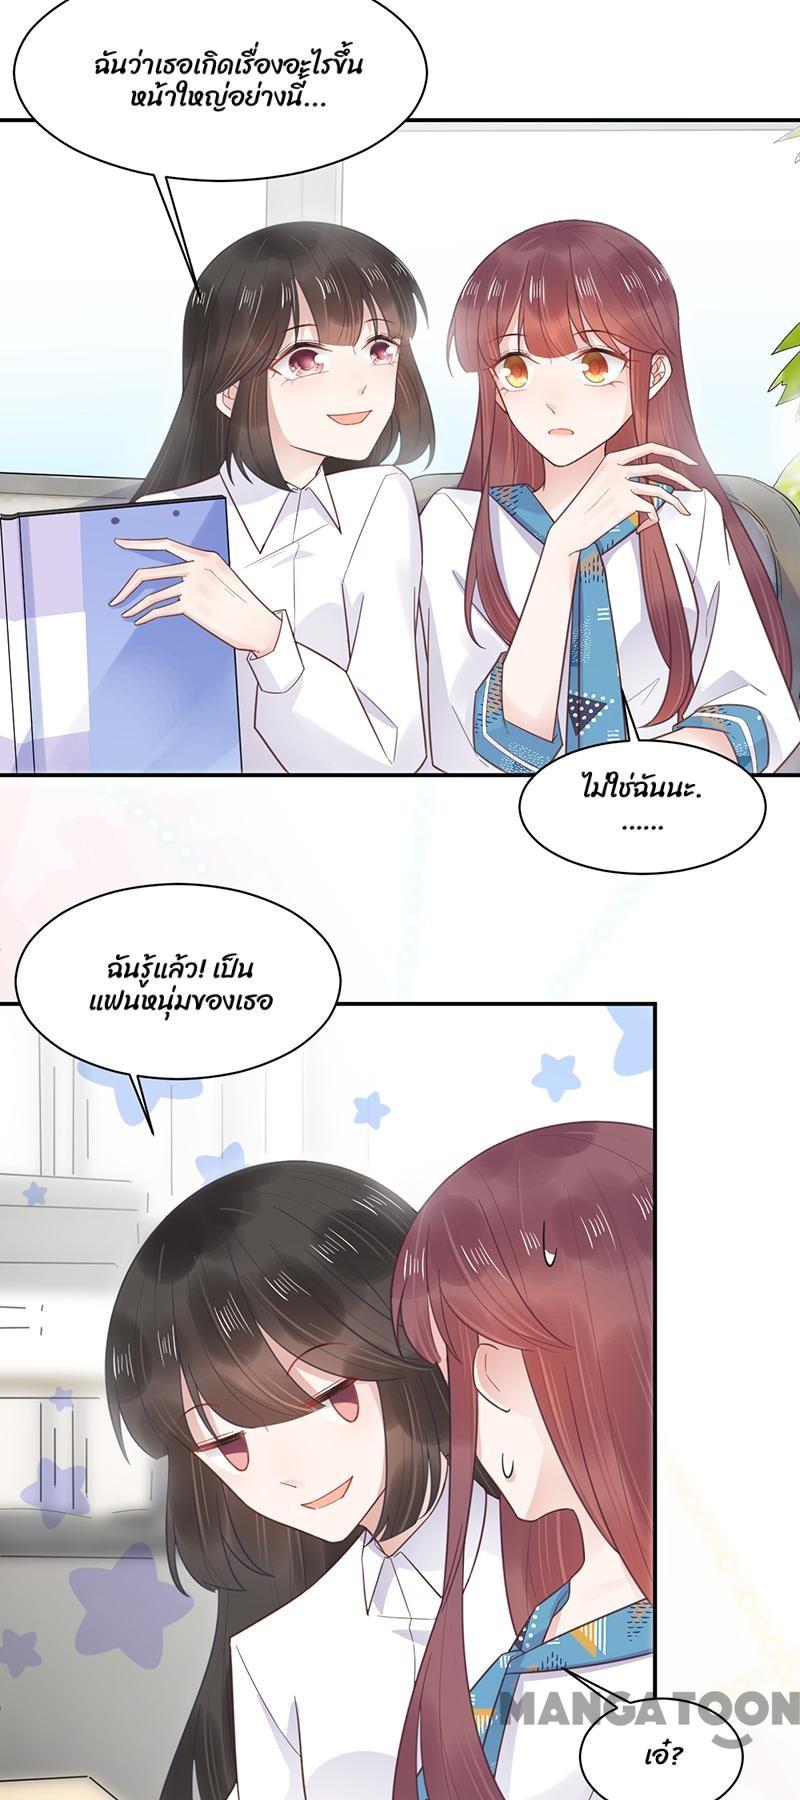 ฉันว่าเธอเกิดเรื่องอะไรขึ้น
หน้าใหญ่อย่างนี้...
ไม่ใช่ฉันนะ.
......
ฉันรู้แล้ว! เป็น
แฟนหนุ่มของเธอ
MANGATOON
เอ๋?